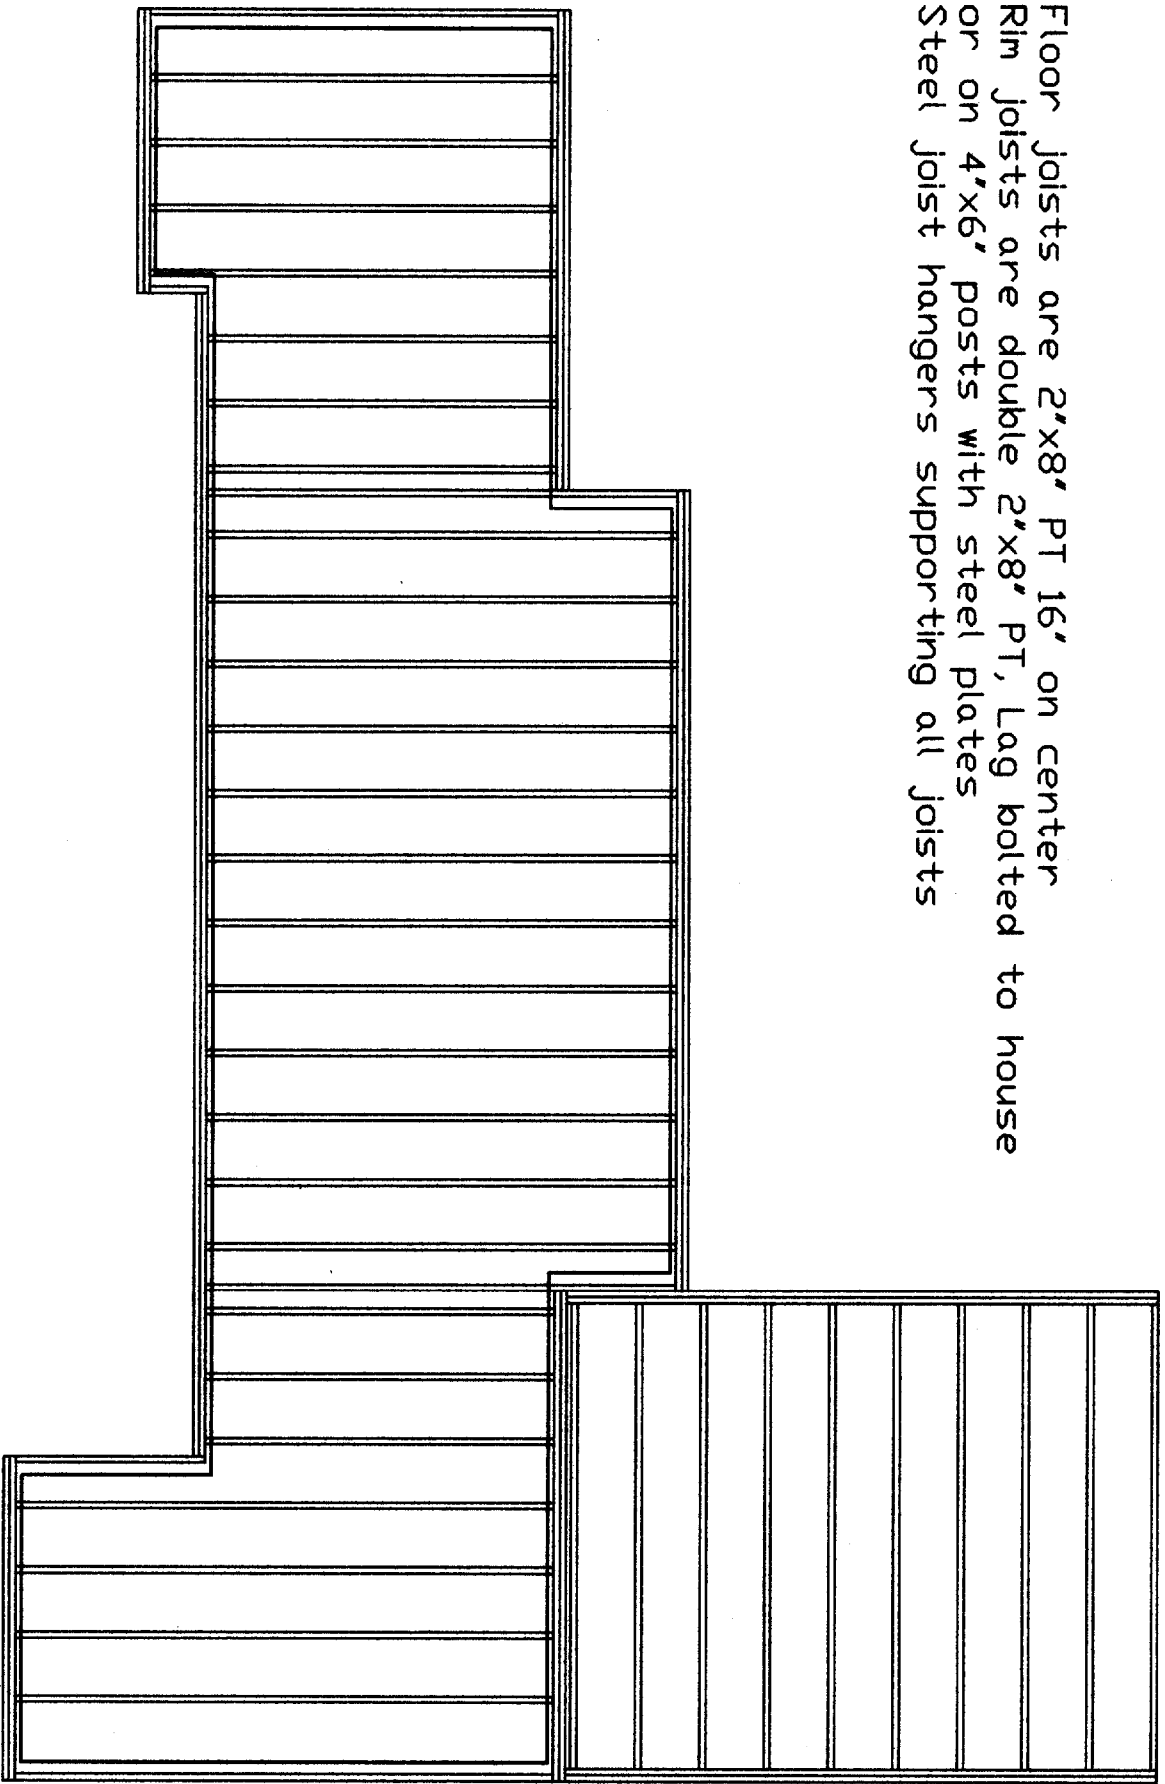 Floor joists are 2"x8" PT 16" on center
Rim joists are double 2"x8" PT, Lag bolted to house
or on 4"x6" posts with steel plates
Steel joist hangers supporting all joists